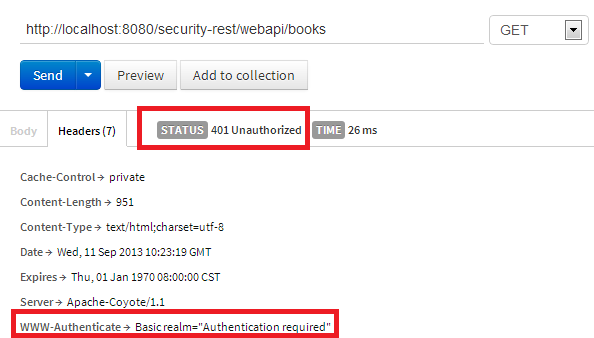 http://localhost:8080/security-rest/webapi/books GET
Send Preview Add to collection
Body Headers (7) STATUS 401 Unauthorized TIME 26 ms
Cache-Control → private
Content-Length → 951
Content-Type → text/html;charset=utf-8
Date → Wed, 11 Sep 2013 10:23:19 GMT
Expires → Thu, 01 Jan 1970 08:00:00 CST
Server → Apache-Coyote/1.1
WWW-Authenticate → Basic realm="Authentication required"